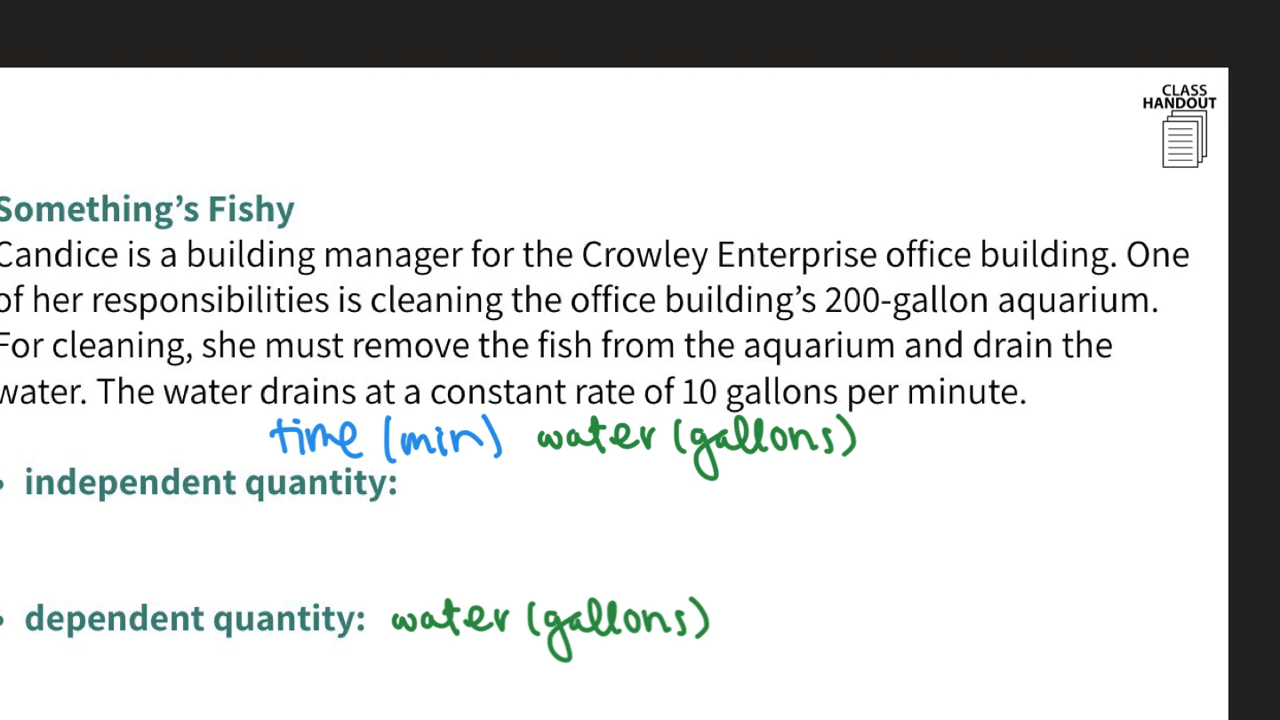 CLASS
HANDOUT
Something's Fishy
Candice is a building manager for the Crowley Enterprise office building. One
of her responsibilities is cleaning the office building's 200-gallon aquarium.
For cleaning, she must remove the fish from the aquarium and drain the
water. The water drains at a constant rate of 10 gallons per minute.
time (min) water (gallons)
• independent quantity:
• dependent quantity: water (gallons)